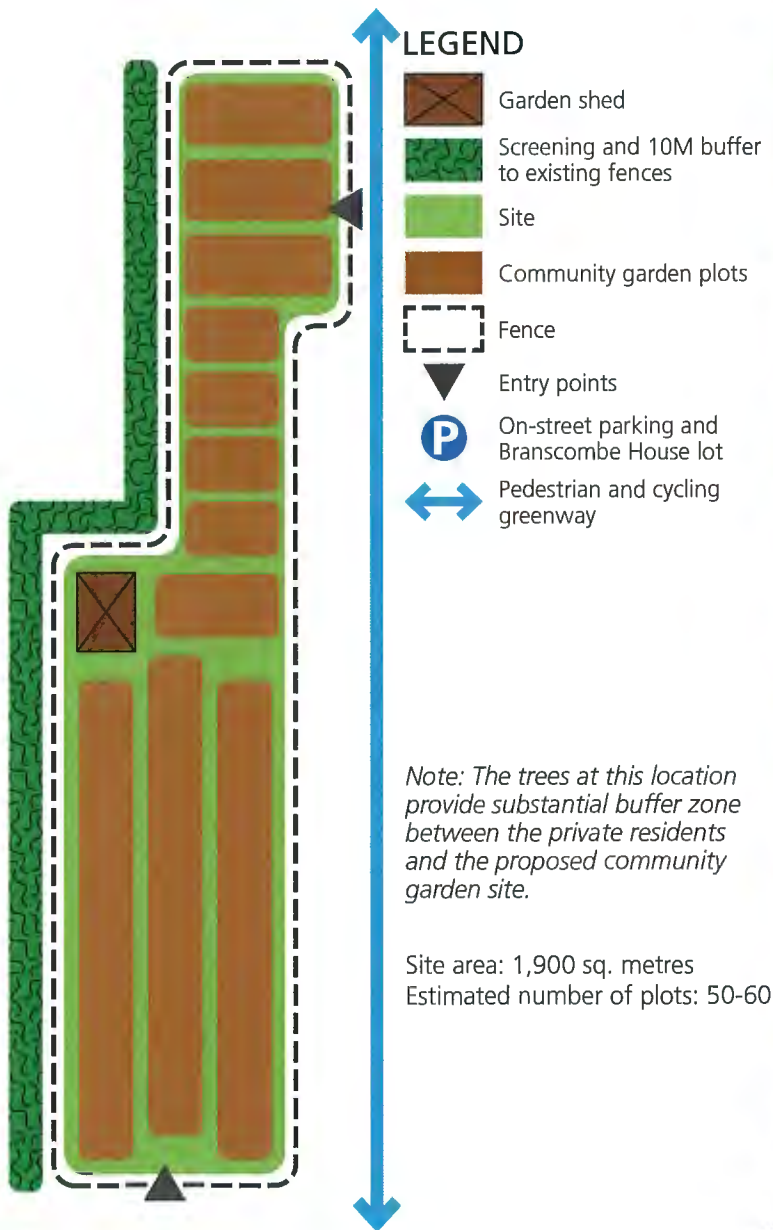 LEGEND
Garden shed
Screening and 10M buffer
to existing fences
Site
Community garden plots
Fence
Entry points
P
On-street parking and
Branscombe House lot
Pedestrian and cycling
greenway
Note: The trees at this location
provide substantial buffer zone
between the private residents
and the proposed community
garden site.
Site area: 1,900 sq. metres
Estimated number of plots: 50-60